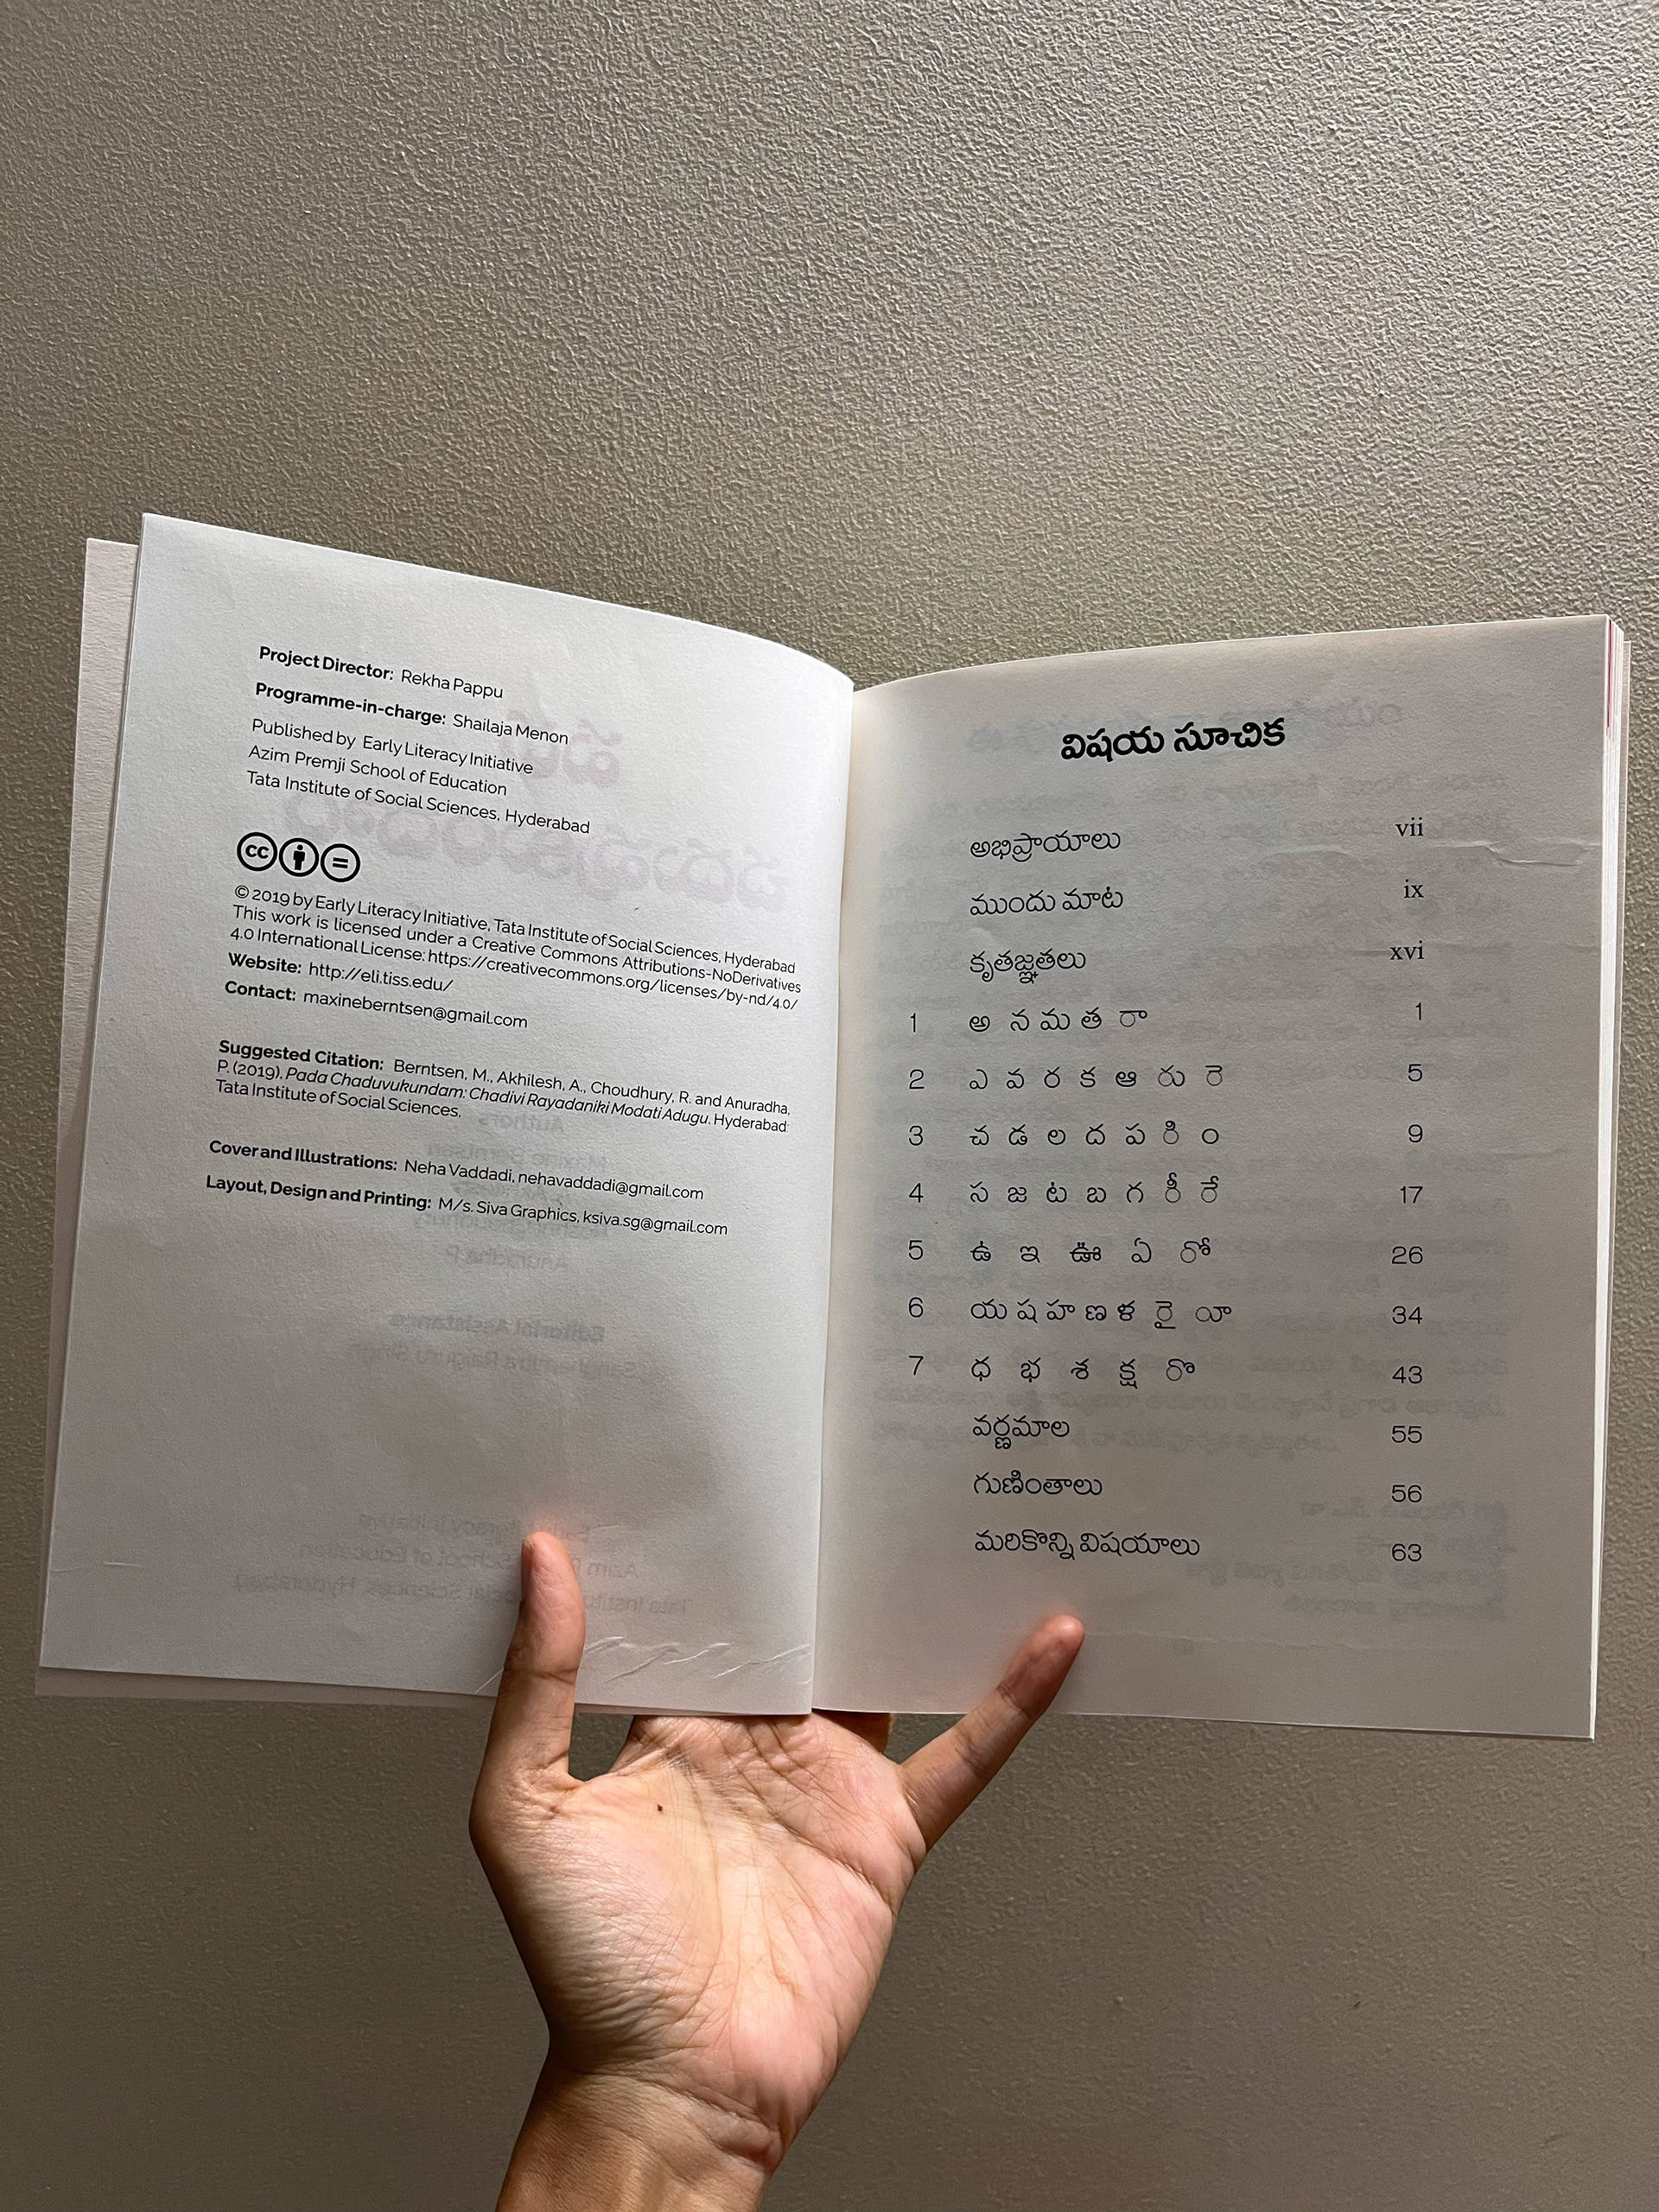 Project Director: Rekha Pappu
Programme-in-charge: Shailaja Menon
Published by Early Literacy Initiative
Azim Premji School of Education
Tata Institute of Social Sciences, Hyderabad
cc
© 2019 by Early Literacy Initiative, Tata Institute of Social Sciences, Hyderabad
This work is licensed under a Creative Commons Attributions-NoDerivatives
4.0 International License: https://creativecommons.org/licenses/by-nd/4.0/
Website: http://eli.tiss.edu/
Contact: maxineberntsen@gmail.com
Suggested Citation: Berntsen, M., Akhilesh, A., Choudhury, R. and Anuradha,
P. (2019). Pada Chaduvukundam: Chadivi Rayadaniki Modati Adugu. Hyderabad:
Tata Institute of Social Sciences.
Cover and Illustrations: Neha Vaddadi, nehavaddadi@gmail.com
Layout, Design and Printing: M/s. Siva Graphics, ksiva.sg@gmail.com
విషయ సూచిక
అభిప్రాయాలు vii
ముందు మాట ix
కృతజ్ఞతలు xvi
1 అ న మ త రా 1
2 ఎ వ ర క ఆ రు రె 5
3 చ డ ల ద ప రి ం 9
4 స జ ట బ గ రీ రే 17
5 ఉ ఇ ఊ ఏ రో 26
6 య ష హ ణ ళ రై యీ 34
7 ధ భ శ క్ష రొ 43
వర్ణమాల 55
గుణింతాలు 56
మరికొన్ని విషయాలు 63